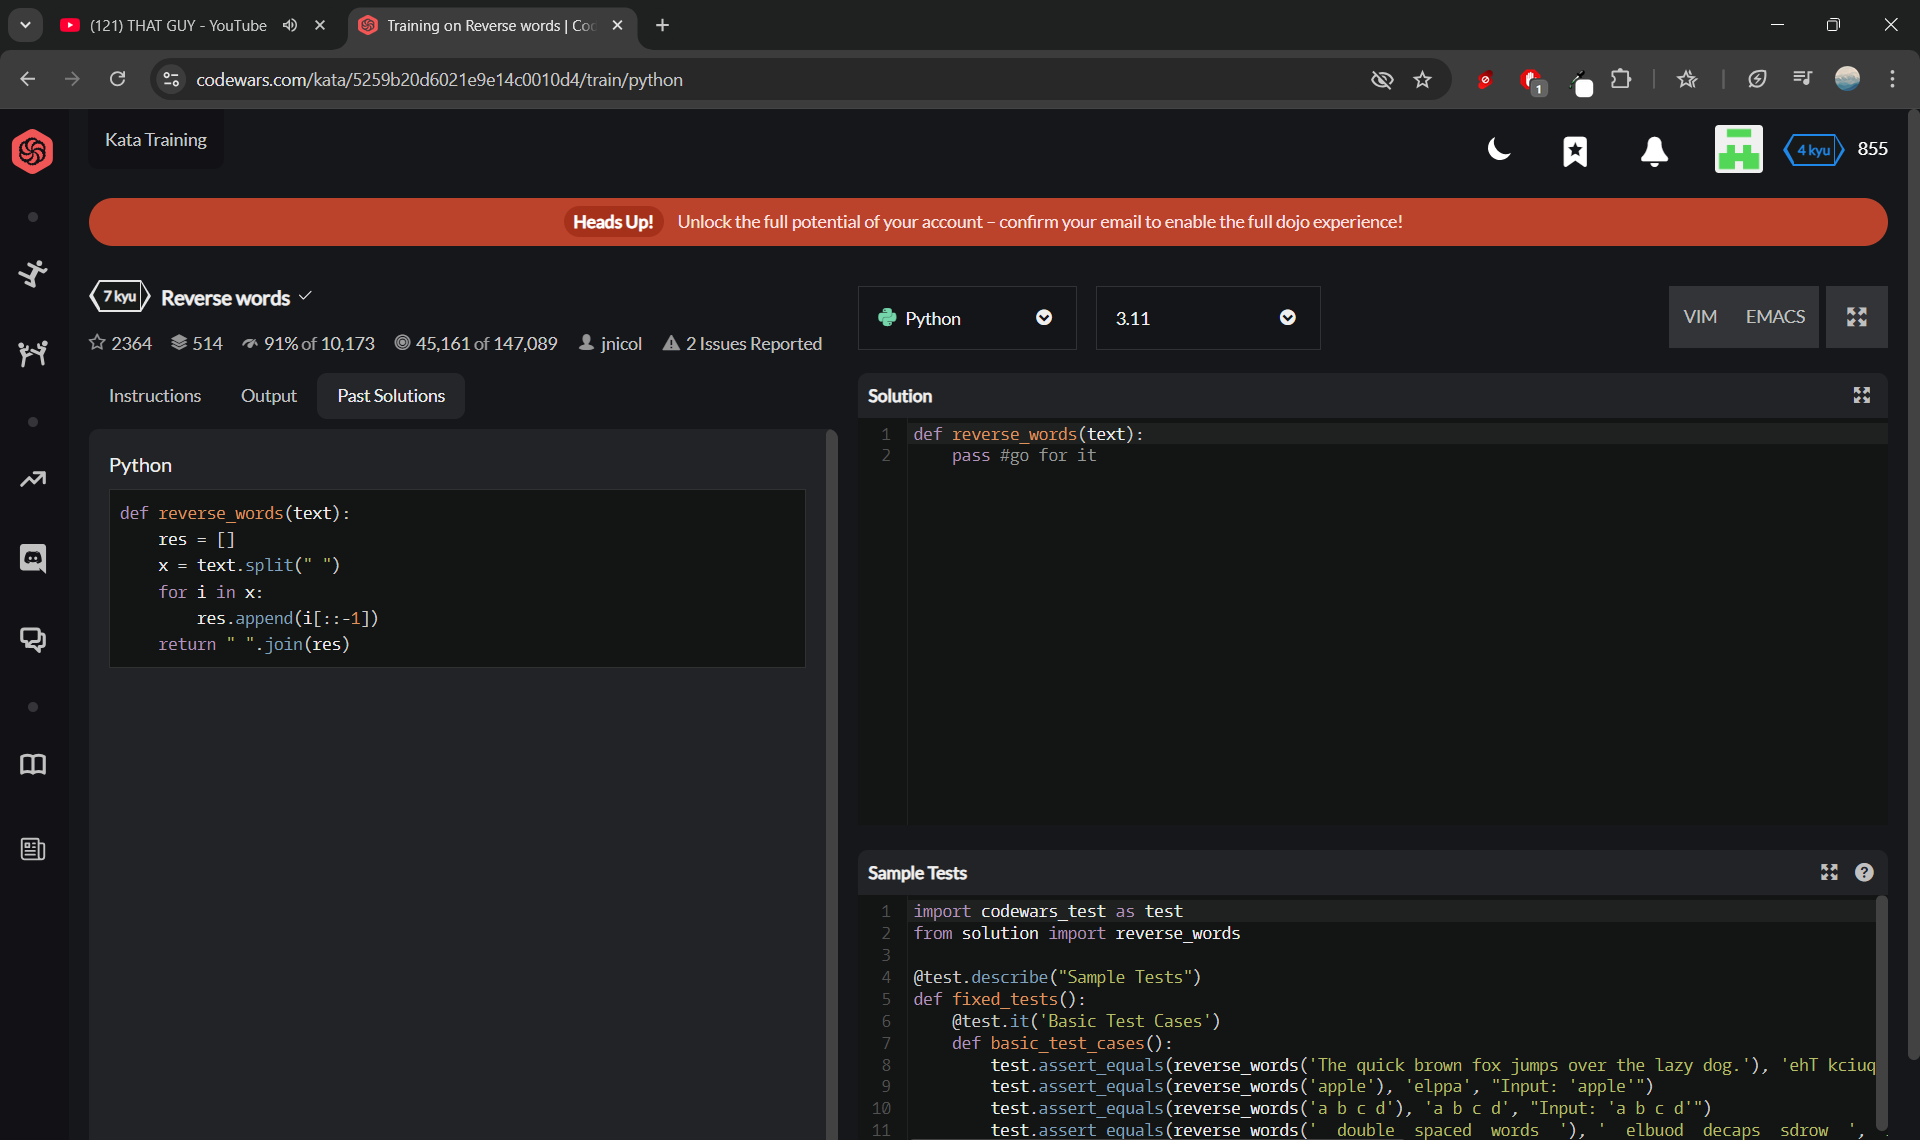 (121) THAT GUY - YouTube
Training on Reverse words | Co
codewars.com/kata/5259b20d6021e9e14c0010d4/train/python
1
Kata Training
4 kyu
855
Heads Up! Unlock the full potential of your account – confirm your email to enable the full dojo experience!
7 kyu
Reverse words
2364
514
91% of 10,173
45,161 of 147,089
jnicol
2 Issues Reported
Python
3.11
VIM
EMACS
Instructions
Output
Past Solutions
Python
def reverse_words(text):
    res = []
    x = text.split(" ")
    for i in x:
        res.append(i[::-1])
    return " ".join(res)
Solution
1 def reverse_words(text):
2     pass #go for it
Sample Tests
?
1 import codewars_test as test
2 from solution import reverse_words
3
4 @test.describe("Sample Tests")
5 def fixed_tests():
6     @test.it('Basic Test Cases')
7     def basic_test_cases():
8         test.assert_equals(reverse_words('The quick brown fox jumps over the lazy dog.'), 'ehT kciuq
9         test.assert_equals(reverse_words('apple'), 'elppa', "Input: 'apple'")
10         test.assert_equals(reverse_words('a b c d'), 'a b c d', "Input: 'a b c d'")
11         test.assert_equals(reverse_words('  double  spaced  words  '), '  elbuod  decaps  sdrow  ',